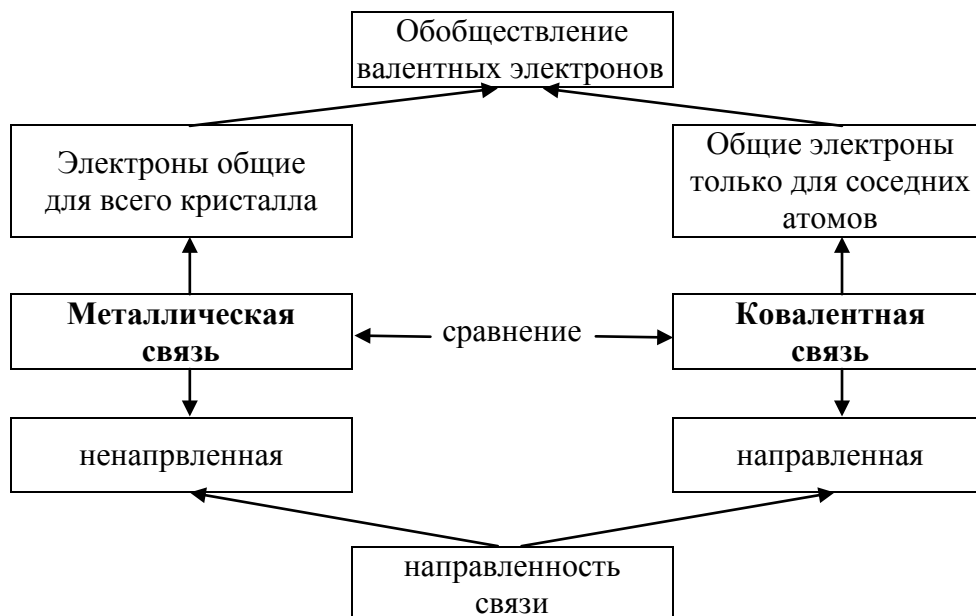 Обобществление
валентных электронов
Электроны общие
для всего кристалла
Общие электроны
только для соседних
атомов
Металлическая
связь
сравнение
Ковалентная
связь
ненапрвленная
направленная
направленность
связи